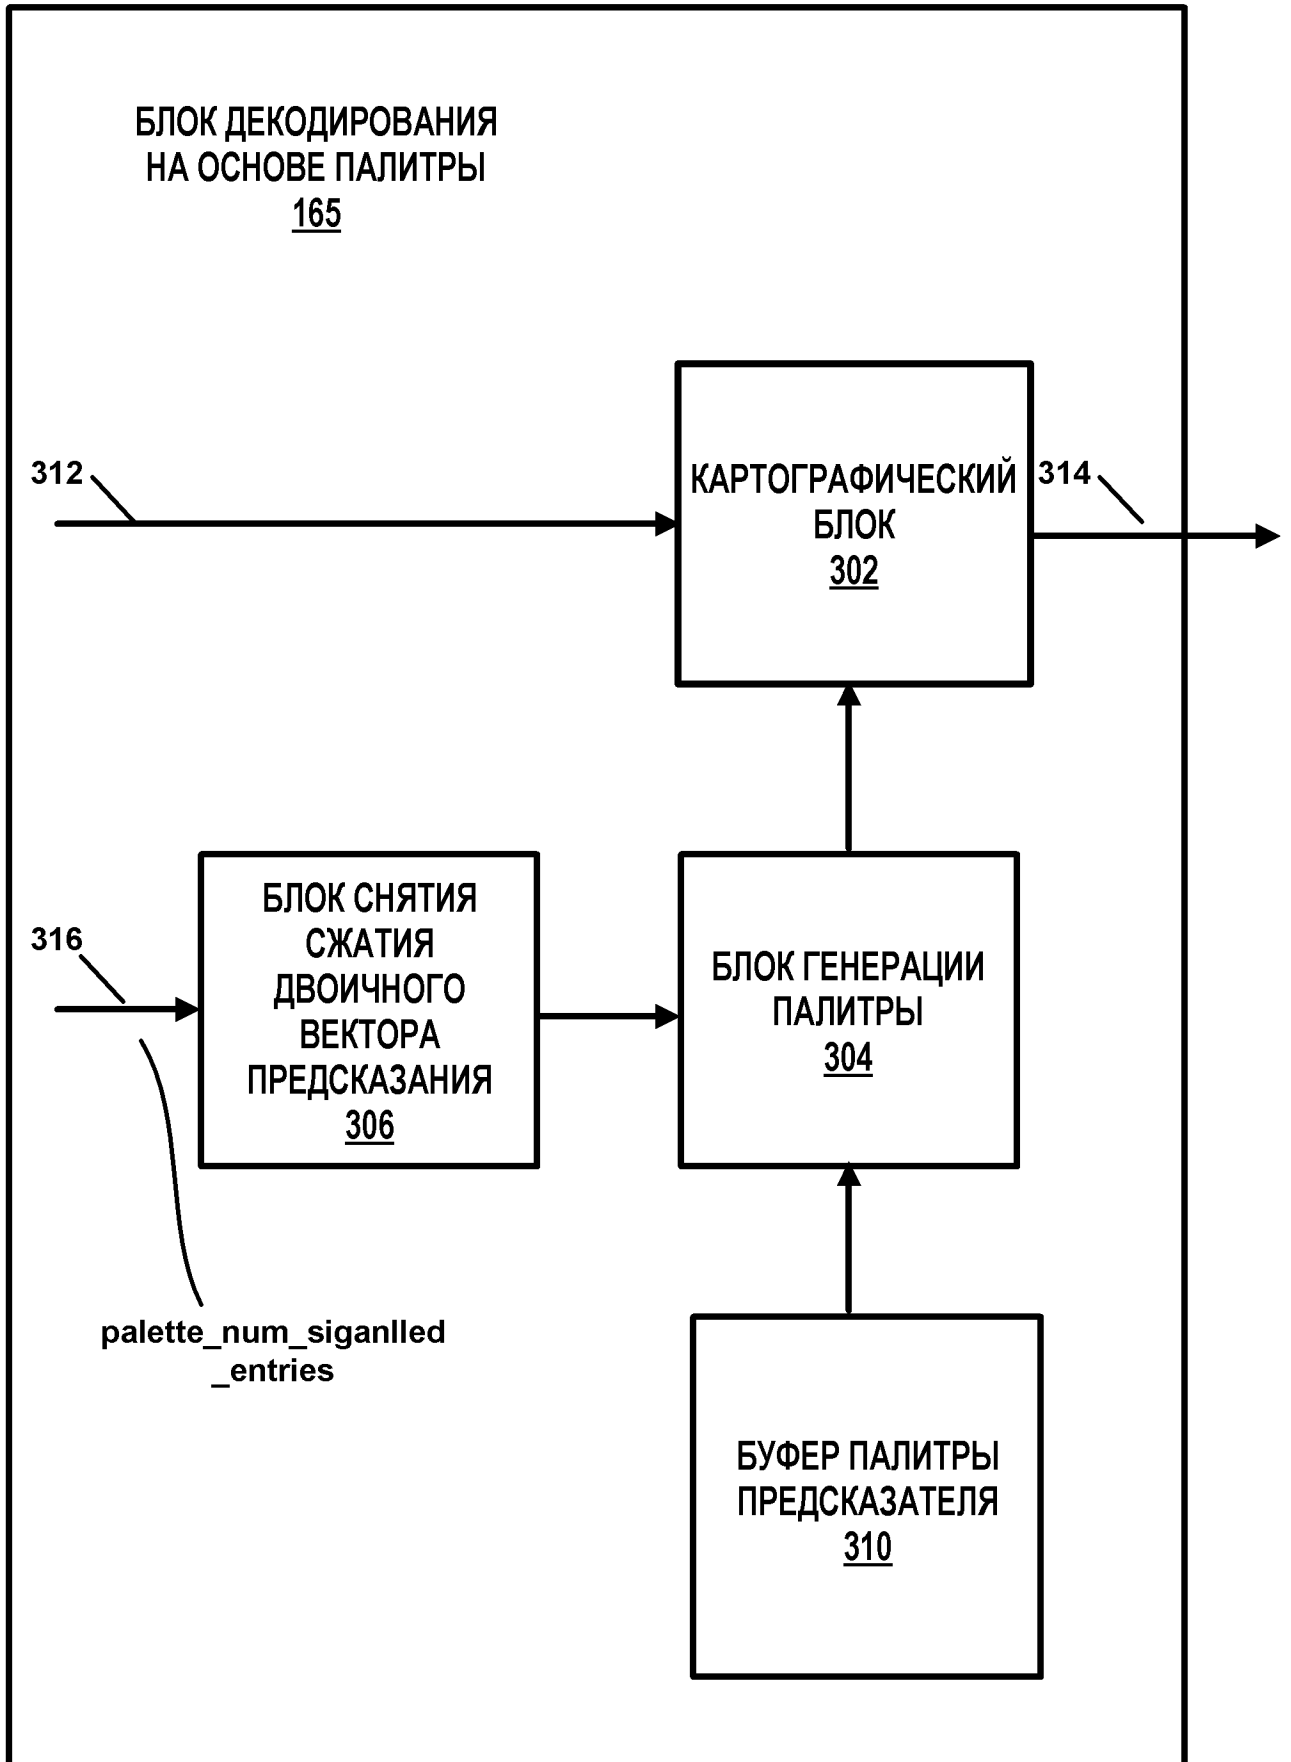 БЛОК ДЕКОДИРОВАНИЯ
НА ОСНОВЕ ПАЛИТРЫ
165
312
КАРТОГРАФИЧЕСКИЙ
БЛОК
302
314
316
БЛОК СНЯТИЯ
СЖАТИЯ
ДВОИЧНОГО
ВЕКТОРА
ПРЕДСКАЗАНИЯ
306
БЛОК ГЕНЕРАЦИИ
ПАЛИТРЫ
304
palette_num_siganlled
_entries
БУФЕР ПАЛИТРЫ
ПРЕДСКАЗАТЕЛЯ
310